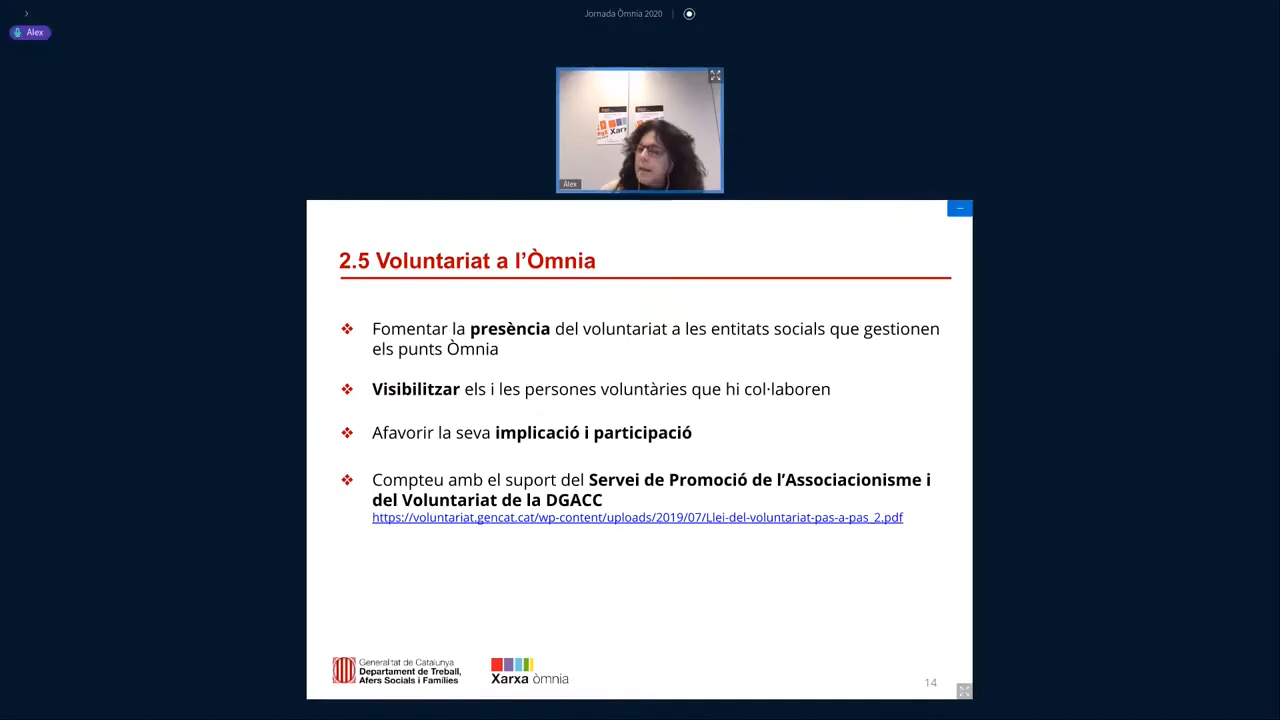 Jornada Òmnia 2020
Alex
Xarx
Alex
2.5 Voluntariat a l'Òmnia
❖ Fomentar la presència del voluntariat a les entitats socials que gestionen
els punts Òmnia
❖ Visibilitzar els i les persones voluntàries que hi col·laboren
❖ Afavorir la seva implicació i participació
❖ Compteu amb el suport del Servei de Promoció de l'Associacionisme i
del Voluntariat de la DGACC
https://voluntariat.gencat.cat/wp-content/uploads/2019/07/Llei-del-voluntariat-pas-a-pas_2.pdf
Generalitat de Catalunya
Departament de Treball,
Afers Socials i Famílies
Xarxa òmnia
14